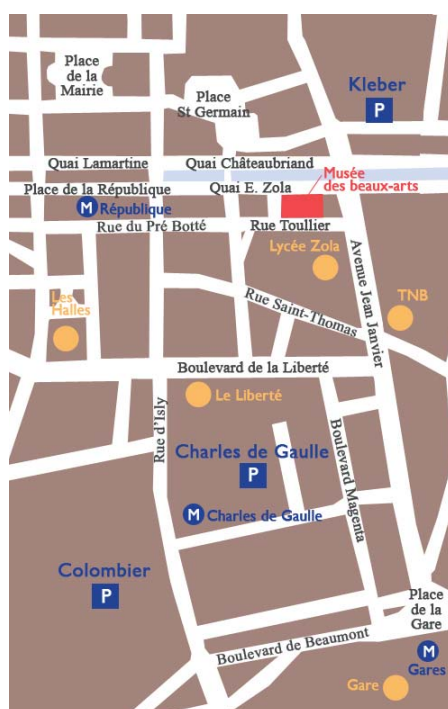 Place
de la
Mairie
Place
St Germain
Kleber
P
Quai Lamartine
Quai Châteaubriand
Place de la République
Quai E. Zola
Musée
des beaux-arts
M République
Rue du Pré Botté
Rue Toullier
Lycée Zola
Avenue Jean Janvier
TNB
Les
Halles
Rue Saint-Thomas
Boulevard de la Liberté
Le Liberté
Rue d'Isly
Charles de Gaulle
P
Boulevard Magenta
M Charles de Gaulle
Colombier
P
Place
de la
Gare
Boulevard de Beaumont
M
Gares
Gare